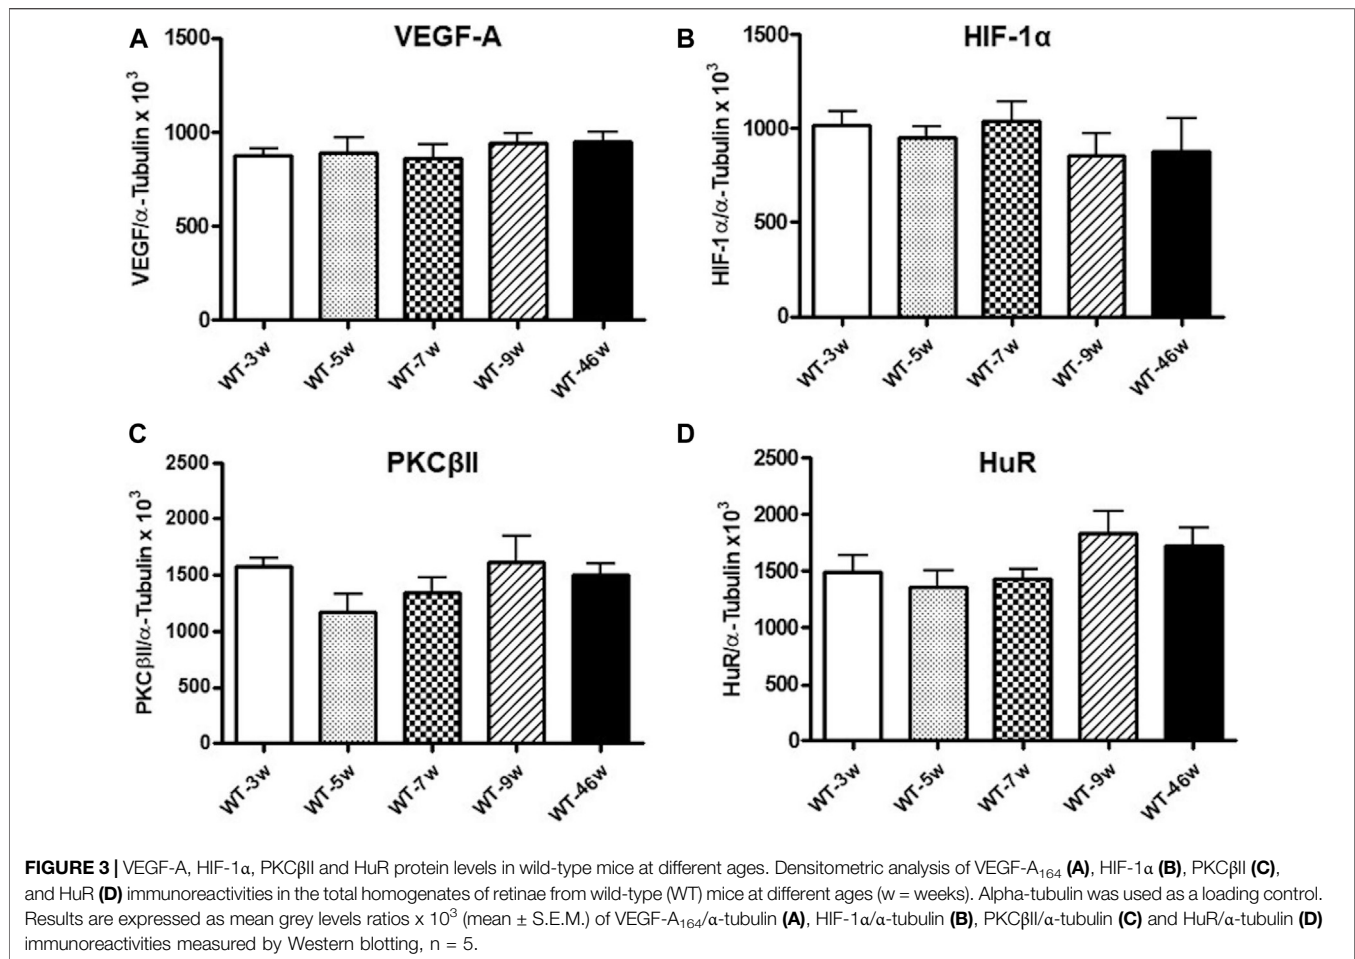 A
VEGF-A
VEGF/α-Tubulin x 10³
1500
1000
500
0
WT-3w
WT-5w
WT-7w
WT-9w
WT-46w
B
HIF-1α
HIF-1α/α-Tubulin x 10³
1500
1000
500
0
WT-3w
WT-5w
WT-7w
WT-9w
WT-46w
C
PKCβII
PKCβII/α-Tubulin x 10³
2500
2000
1500
1000
500
0
WT-3w
WT-5w
WT-7w
WT-9w
WT-46w
D
HuR
HuR/α-Tubulin x10³
2500
2000
1500
1000
500
0
WT-3w
WT-5w
WT-7w
WT-9w
WT-46w
FIGURE 3 | VEGF-A, HIF-1α, PKCβII and HuR protein levels in wild-type mice at different ages. Densitometric analysis of VEGF-A₁₆₄ (A), HIF-1α (B), PKCβII (C),
and HuR (D) immunoreactivities in the total homogenates of retinae from wild-type (WT) mice at different ages (w = weeks). Alpha-tubulin was used as a loading control.
Results are expressed as mean grey levels ratios x 10³ (mean ± S.E.M.) of VEGF-A₁₆₄/α-tubulin (A), HIF-1α/α-tubulin (B), PKCβII/α-tubulin (C) and HuR/α-tubulin (D)
immunoreactivities measured by Western blotting, n = 5.